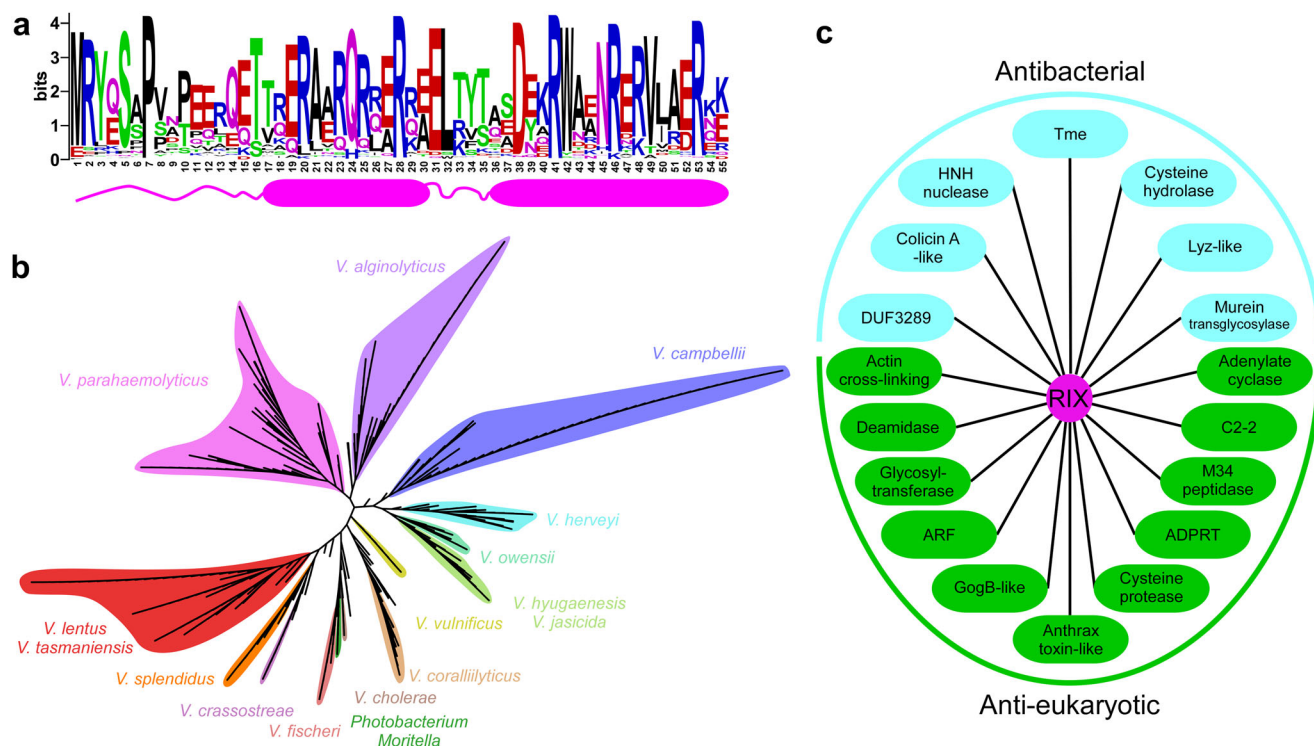 a
bits
4
3
2
1
0
1 2 3 4 5 6 7 8 9 10 11 12 13 14 15 16 17 18 19 20 21 22 23 24 25 26 27 28 29 30 31 32 33 34 35 36 37 38 39 40 41 42 43 44 45 46 47 48 49 50 51 52 53 54 55
b
V. alginolyticus
V. parahaemolyticus
V. campbellii
V. herveyi
V. owensii
V. hyugaenesis
V. jasicida
V. vulnificus
V. lentus
V. tasmaniensis
V. splendidus
V. coralliilyticus
V. crassostreae
V. cholerae
V. fischeri
Photobacterium
Moritella
c
Antibacterial
Tme
HNH
nuclease
Cysteine
hydrolase
Colicin A
-like
Lyz-like
DUF3289
Murein
transglycosylase
Actin
cross-linking
Adenylate
cyclase
RIX
Deamidase
C2-2
Glycosyl-
transferase
M34
peptidase
ARF
ADPRT
GogB-like
Cysteine
protease
Anthrax
toxin-like
Anti-eukaryotic